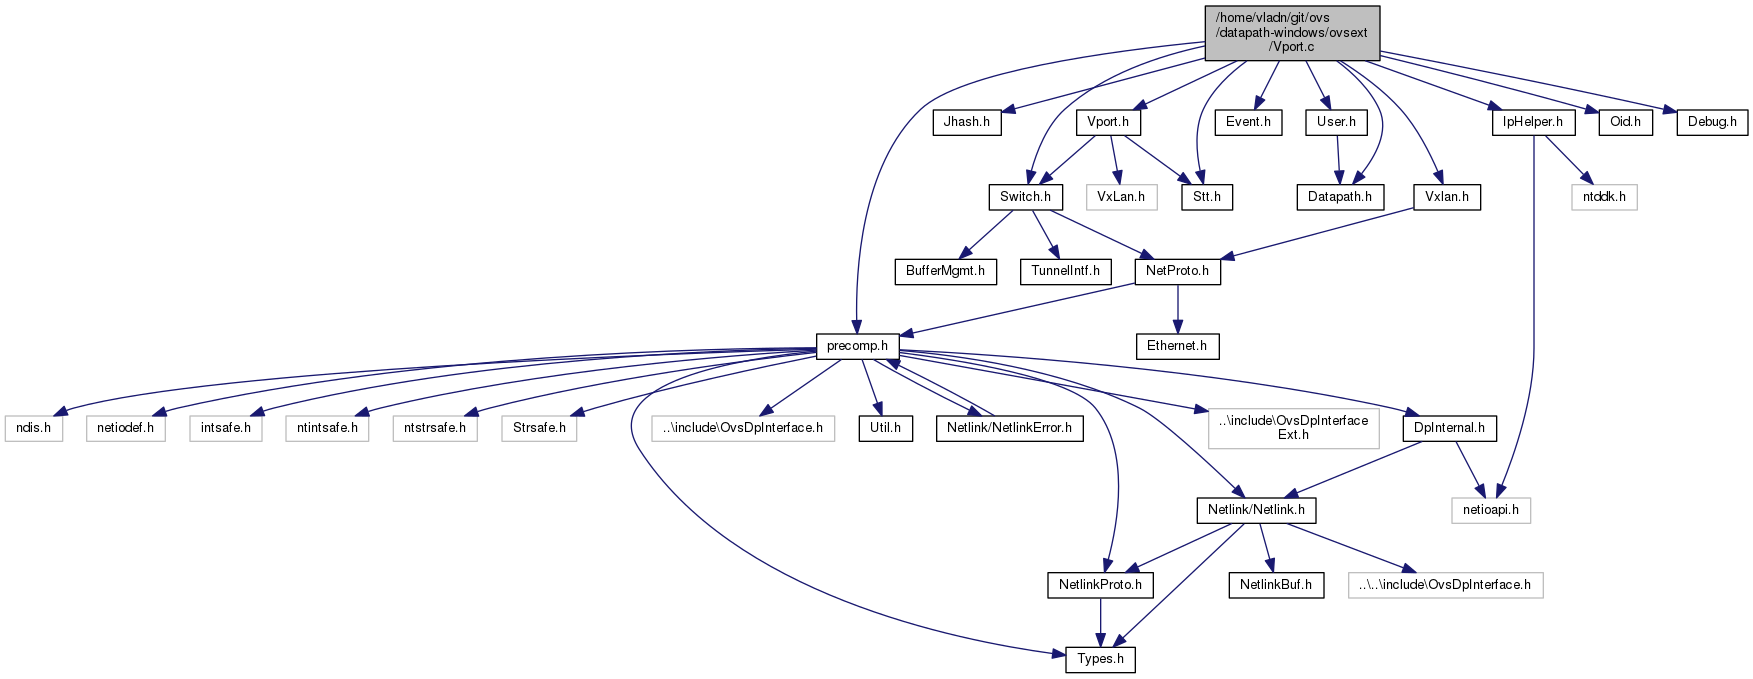 /home/vladn/git/ovs
/datapath-windows/ovsext
/Vport.c
Jhash.h
Vport.h
Event.h
User.h
IpHelper.h
Oid.h
Debug.h
Switch.h
VxLan.h
Stt.h
Datapath.h
Vxlan.h
ntddk.h
BufferMgmt.h
TunnelIntf.h
NetProto.h
precomp.h
Ethernet.h
ndis.h
netiodef.h
intsafe.h
ntintsafe.h
ntstrsafe.h
Strsafe.h
..\include\OvsDpInterface.h
Util.h
Netlink/NetlinkError.h
..\include\OvsDpInterface
Ext.h
DpInternal.h
Netlink/Netlink.h
netioapi.h
NetlinkProto.h
NetlinkBuf.h
..\..\include\OvsDpInterface.h
Types.h